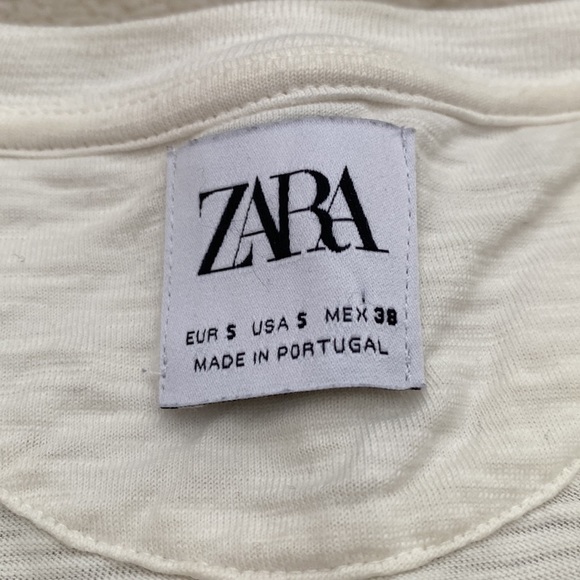 ZARA
EUR S USA S MEX 38
MADE IN PORTUGAL